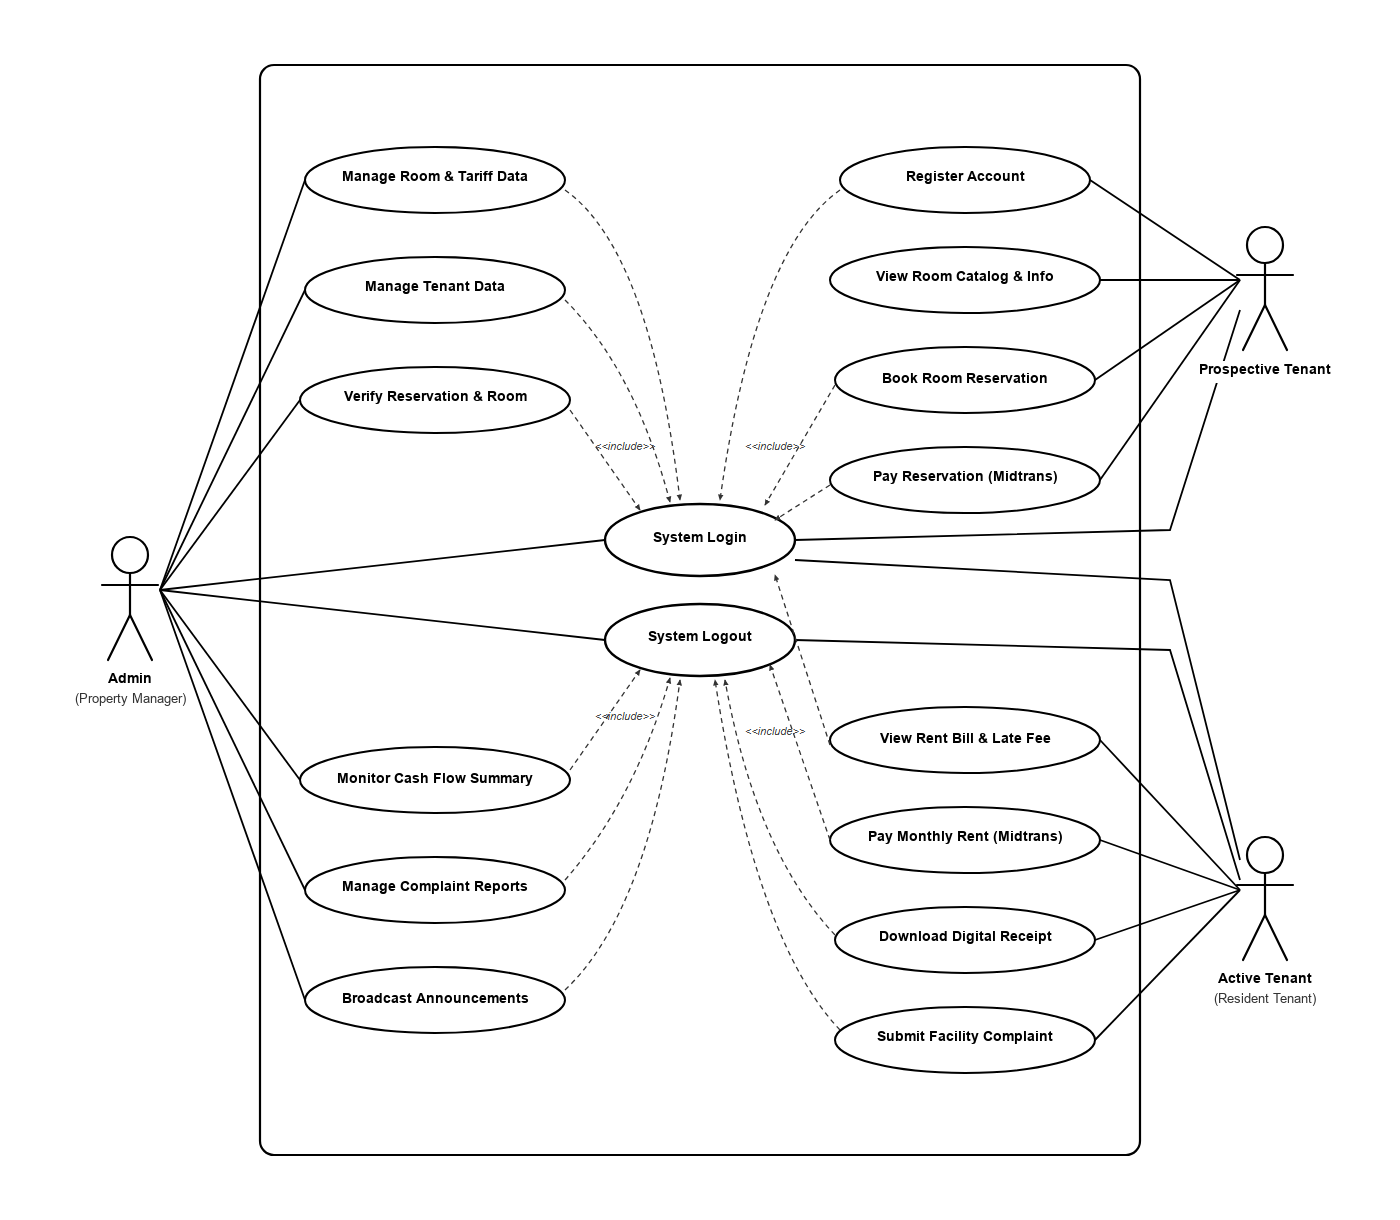 Manage Room & Tariff Data
Register Account
Manage Tenant Data
View Room Catalog & Info
Prospective Tenant
Verify Reservation & Room
Book Room Reservation
<<include>>
<<include>>
Pay Reservation (Midtrans)
System Login
System Logout
Admin
(Property Manager)
<<include>>
<<include>>
View Rent Bill & Late Fee
Monitor Cash Flow Summary
Pay Monthly Rent (Midtrans)
Manage Complaint Reports
Download Digital Receipt
Active Tenant
(Resident Tenant)
Broadcast Announcements
Submit Facility Complaint